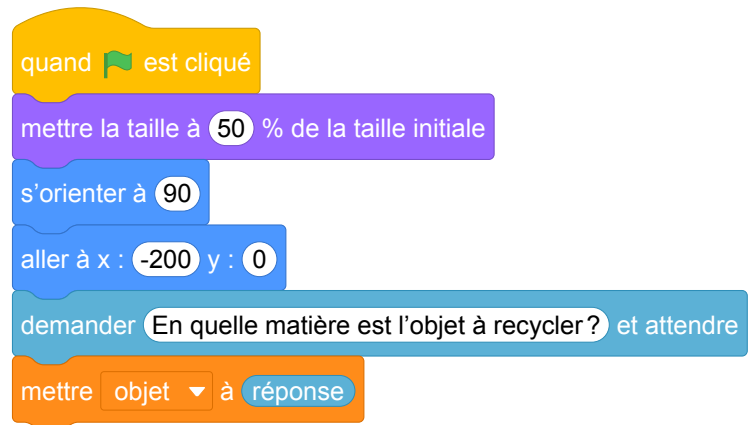 quand est cliqué
mettre la taille à 50 % de la taille initiale
s’orienter à 90
aller à x : -200 y : 0
demander En quelle matière est l’objet à recycler ? et attendre
mettre objet à réponse